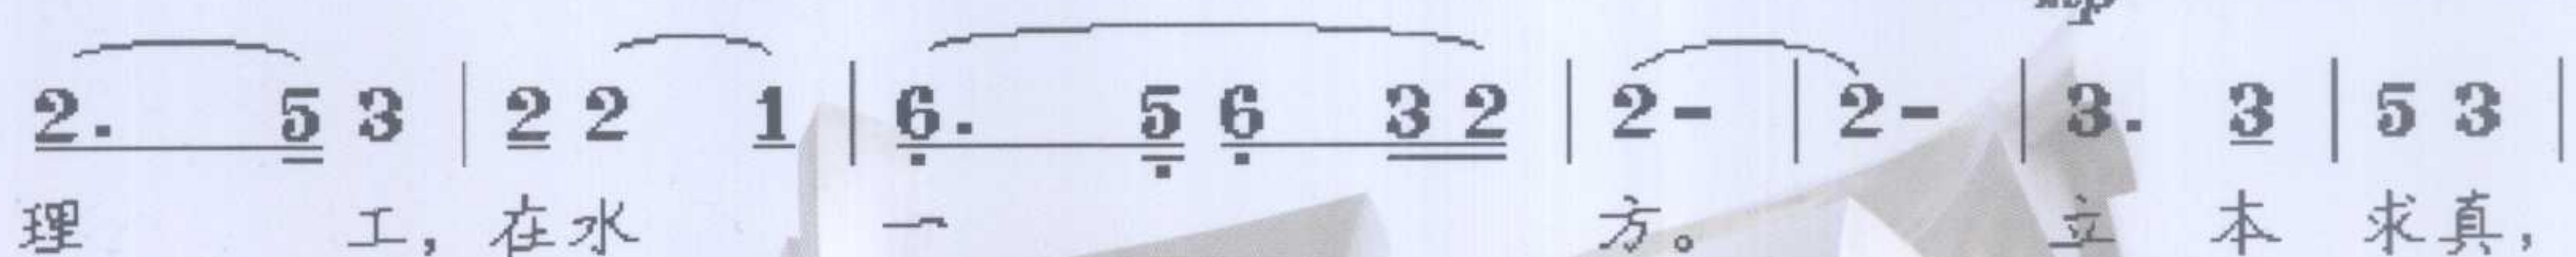 2. 5 3 | 2 2 1 | 6. 5 6 3 2 | 2 - | 2 - | 3. 3 | 5 3 |
理 工，在水 一 方。 立 本 求真，